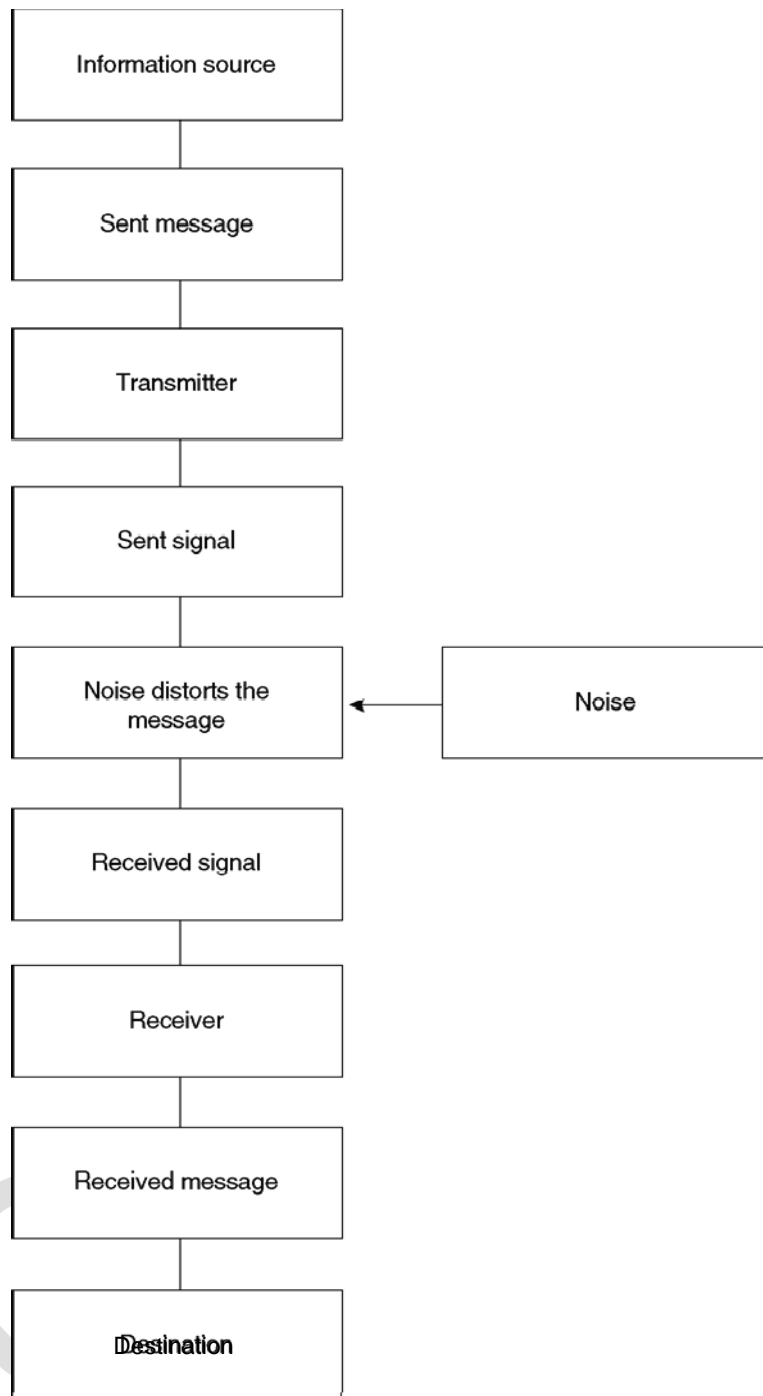 Information source
Sent message
Transmitter
Sent signal
Noise distorts the
message
Noise
Received signal
Receiver
Received message
Destination